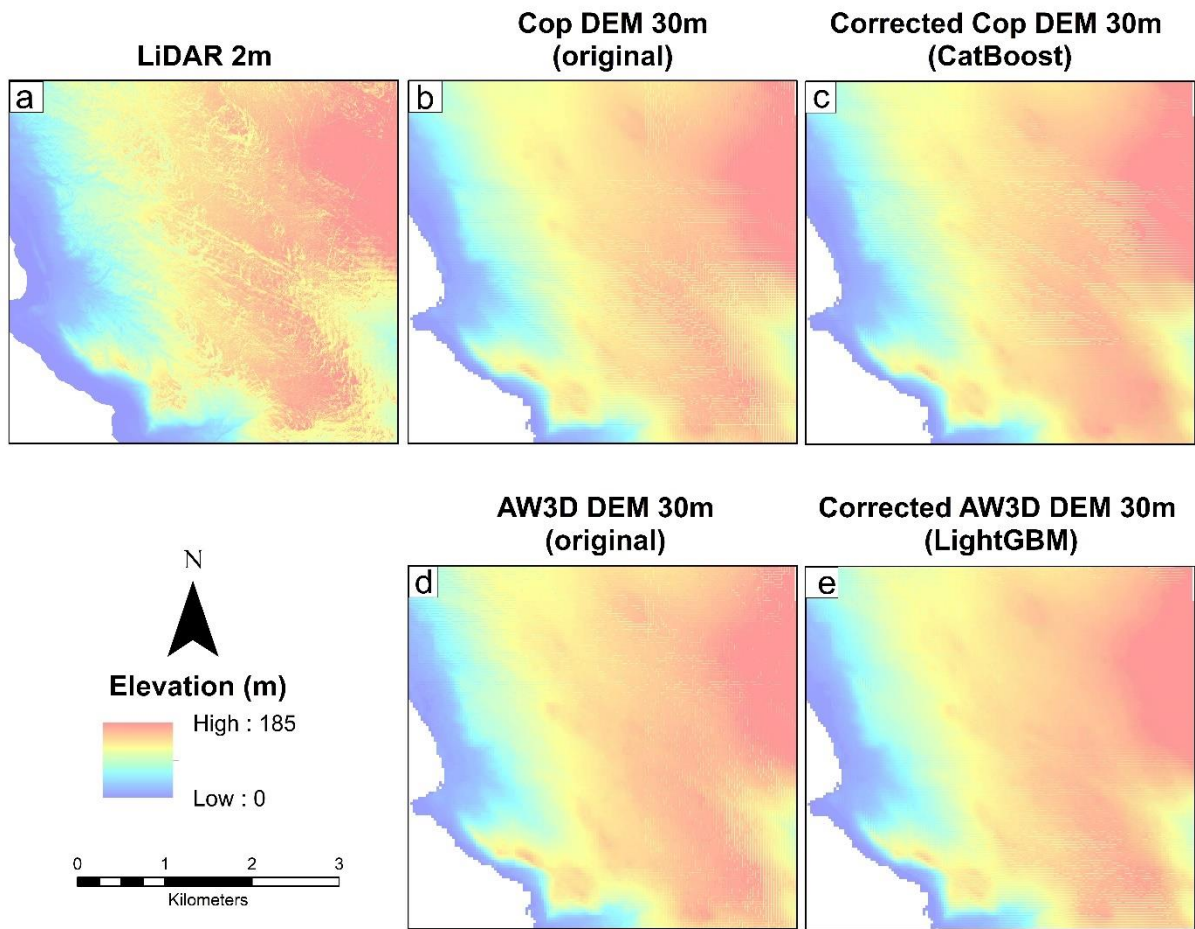 LiDAR 2m
Cop DEM 30m
(original)
Corrected Cop DEM 30m
(CatBoost)
a
b
c
AW3D DEM 30m
(original)
Corrected AW3D DEM 30m
(LightGBM)
d
e
N
Elevation (m)
High : 185
Low : 0
0 1 2 3
Kilometers